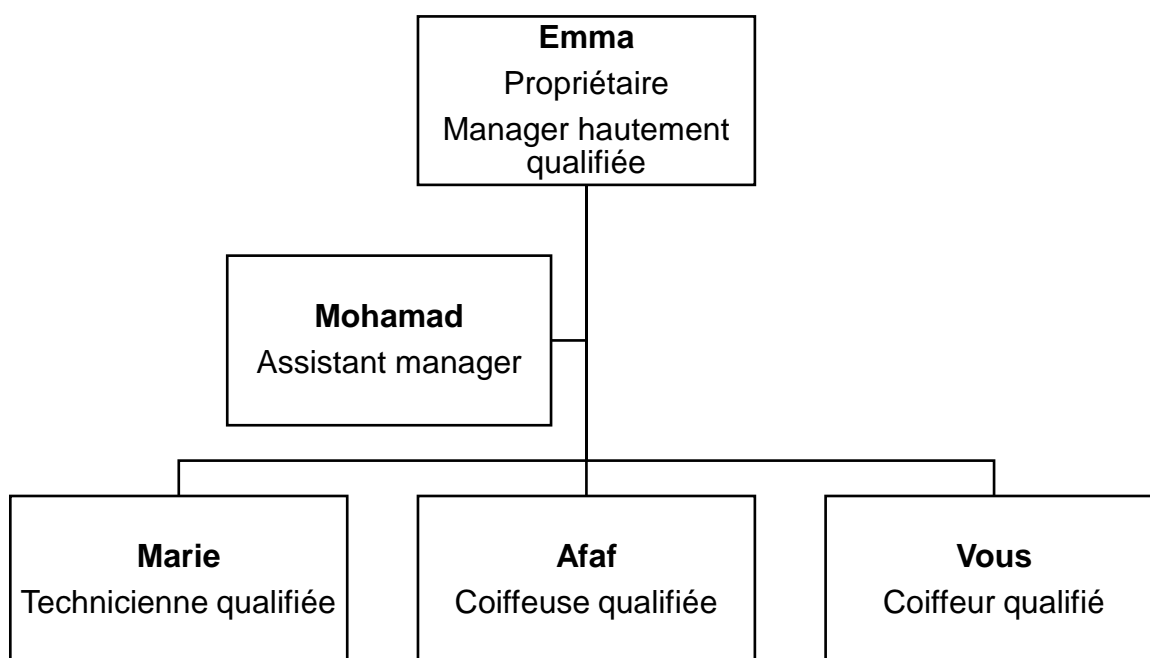 Emma
Propriétaire
Manager hautement
qualifiée
Mohamad
Assistant manager
Marie
Technicienne qualifiée
Afaf
Coiffeuse qualifiée
Vous
Coiffeur qualifié